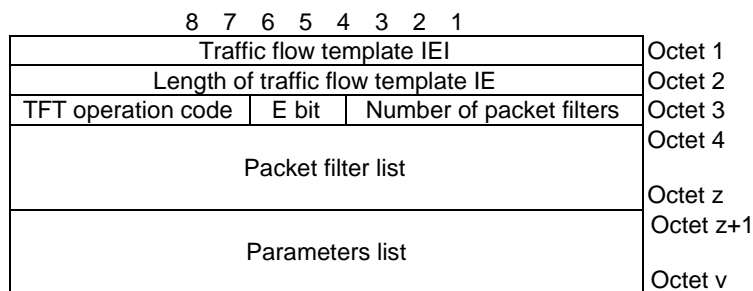 8 7 6 5 4 3 2 1
Traffic flow template IEI Octet 1
Length of traffic flow template IE Octet 2
TFT operation code E bit Number of packet filters Octet 3
Octet 4
Packet filter list
Octet z
Octet z+1
Parameters list
Octet v